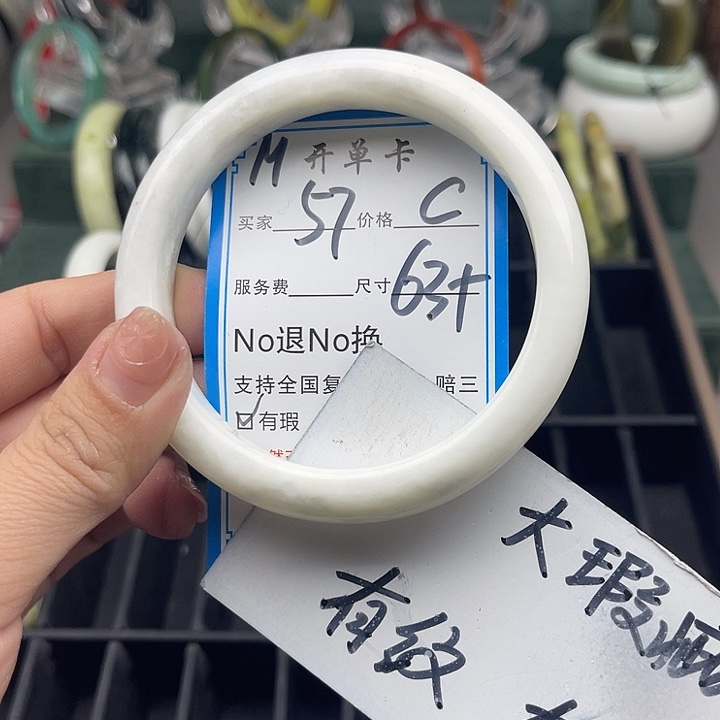 M 开单卡
买家 57 价格 C
服务费 尺寸 63+
No退No换
支持全国复 赔三
☑有瑕
大瑕疵
有纹